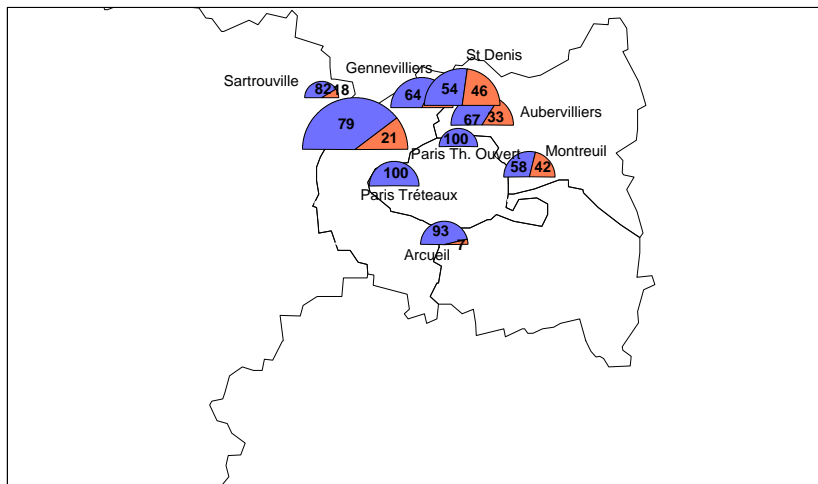 St Denis
Gennevilliers
Sartrouville
82 18
64
54
46
Aubervilliers
67
33
79
21
100
Paris Th. Ouvert
Montreuil
58
42
100
Paris Tréteaux
93
7
Arcueil